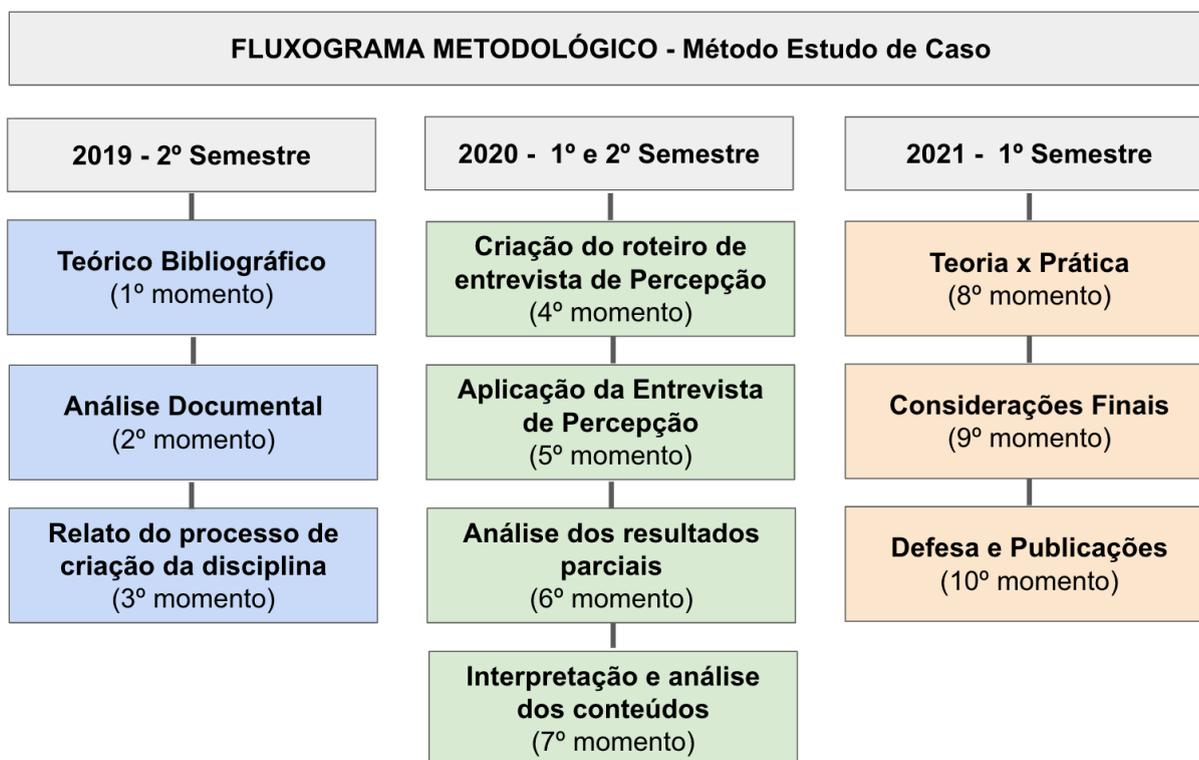 FLUXOGRAMA METODOLÓGICO - Método Estudo de Caso
2019 - 2º Semestre
Teórico Bibliográfico
(1º momento)
Análise Documental
(2º momento)
Relato do processo de
criação da disciplina
(3º momento)
2020 - 1º e 2º Semestre
Criação do roteiro de
entrevista de Percepção
(4º momento)
Aplicação da Entrevista
de Percepção
(5º momento)
Análise dos resultados
parciais
(6º momento)
Interpretação e análise
dos conteúdos
(7º momento)
2021 - 1º Semestre
Teoria x Prática
(8º momento)
Considerações Finais
(9º momento)
Defesa e Publicações
(10º momento)